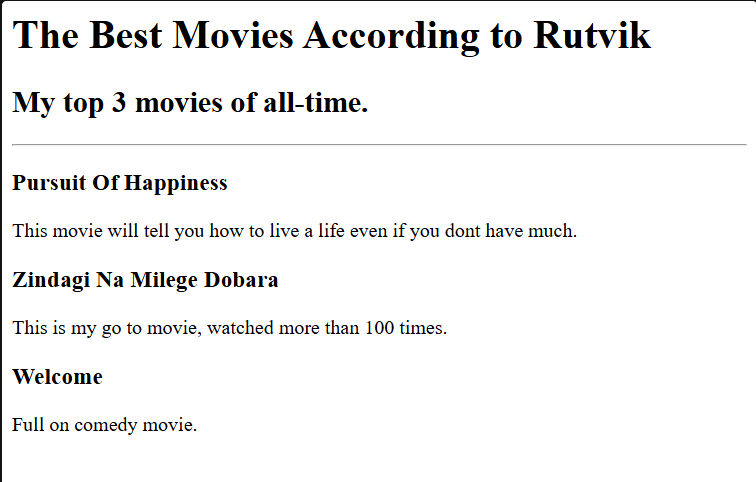 The Best Movies According to Rutvik
My top 3 movies of all-time.
Pursuit Of Happiness
This movie will tell you how to live a life even if you dont have much.
Zindagi Na Milege Dobara
This is my go to movie, watched more than 100 times.
Welcome
Full on comedy movie.